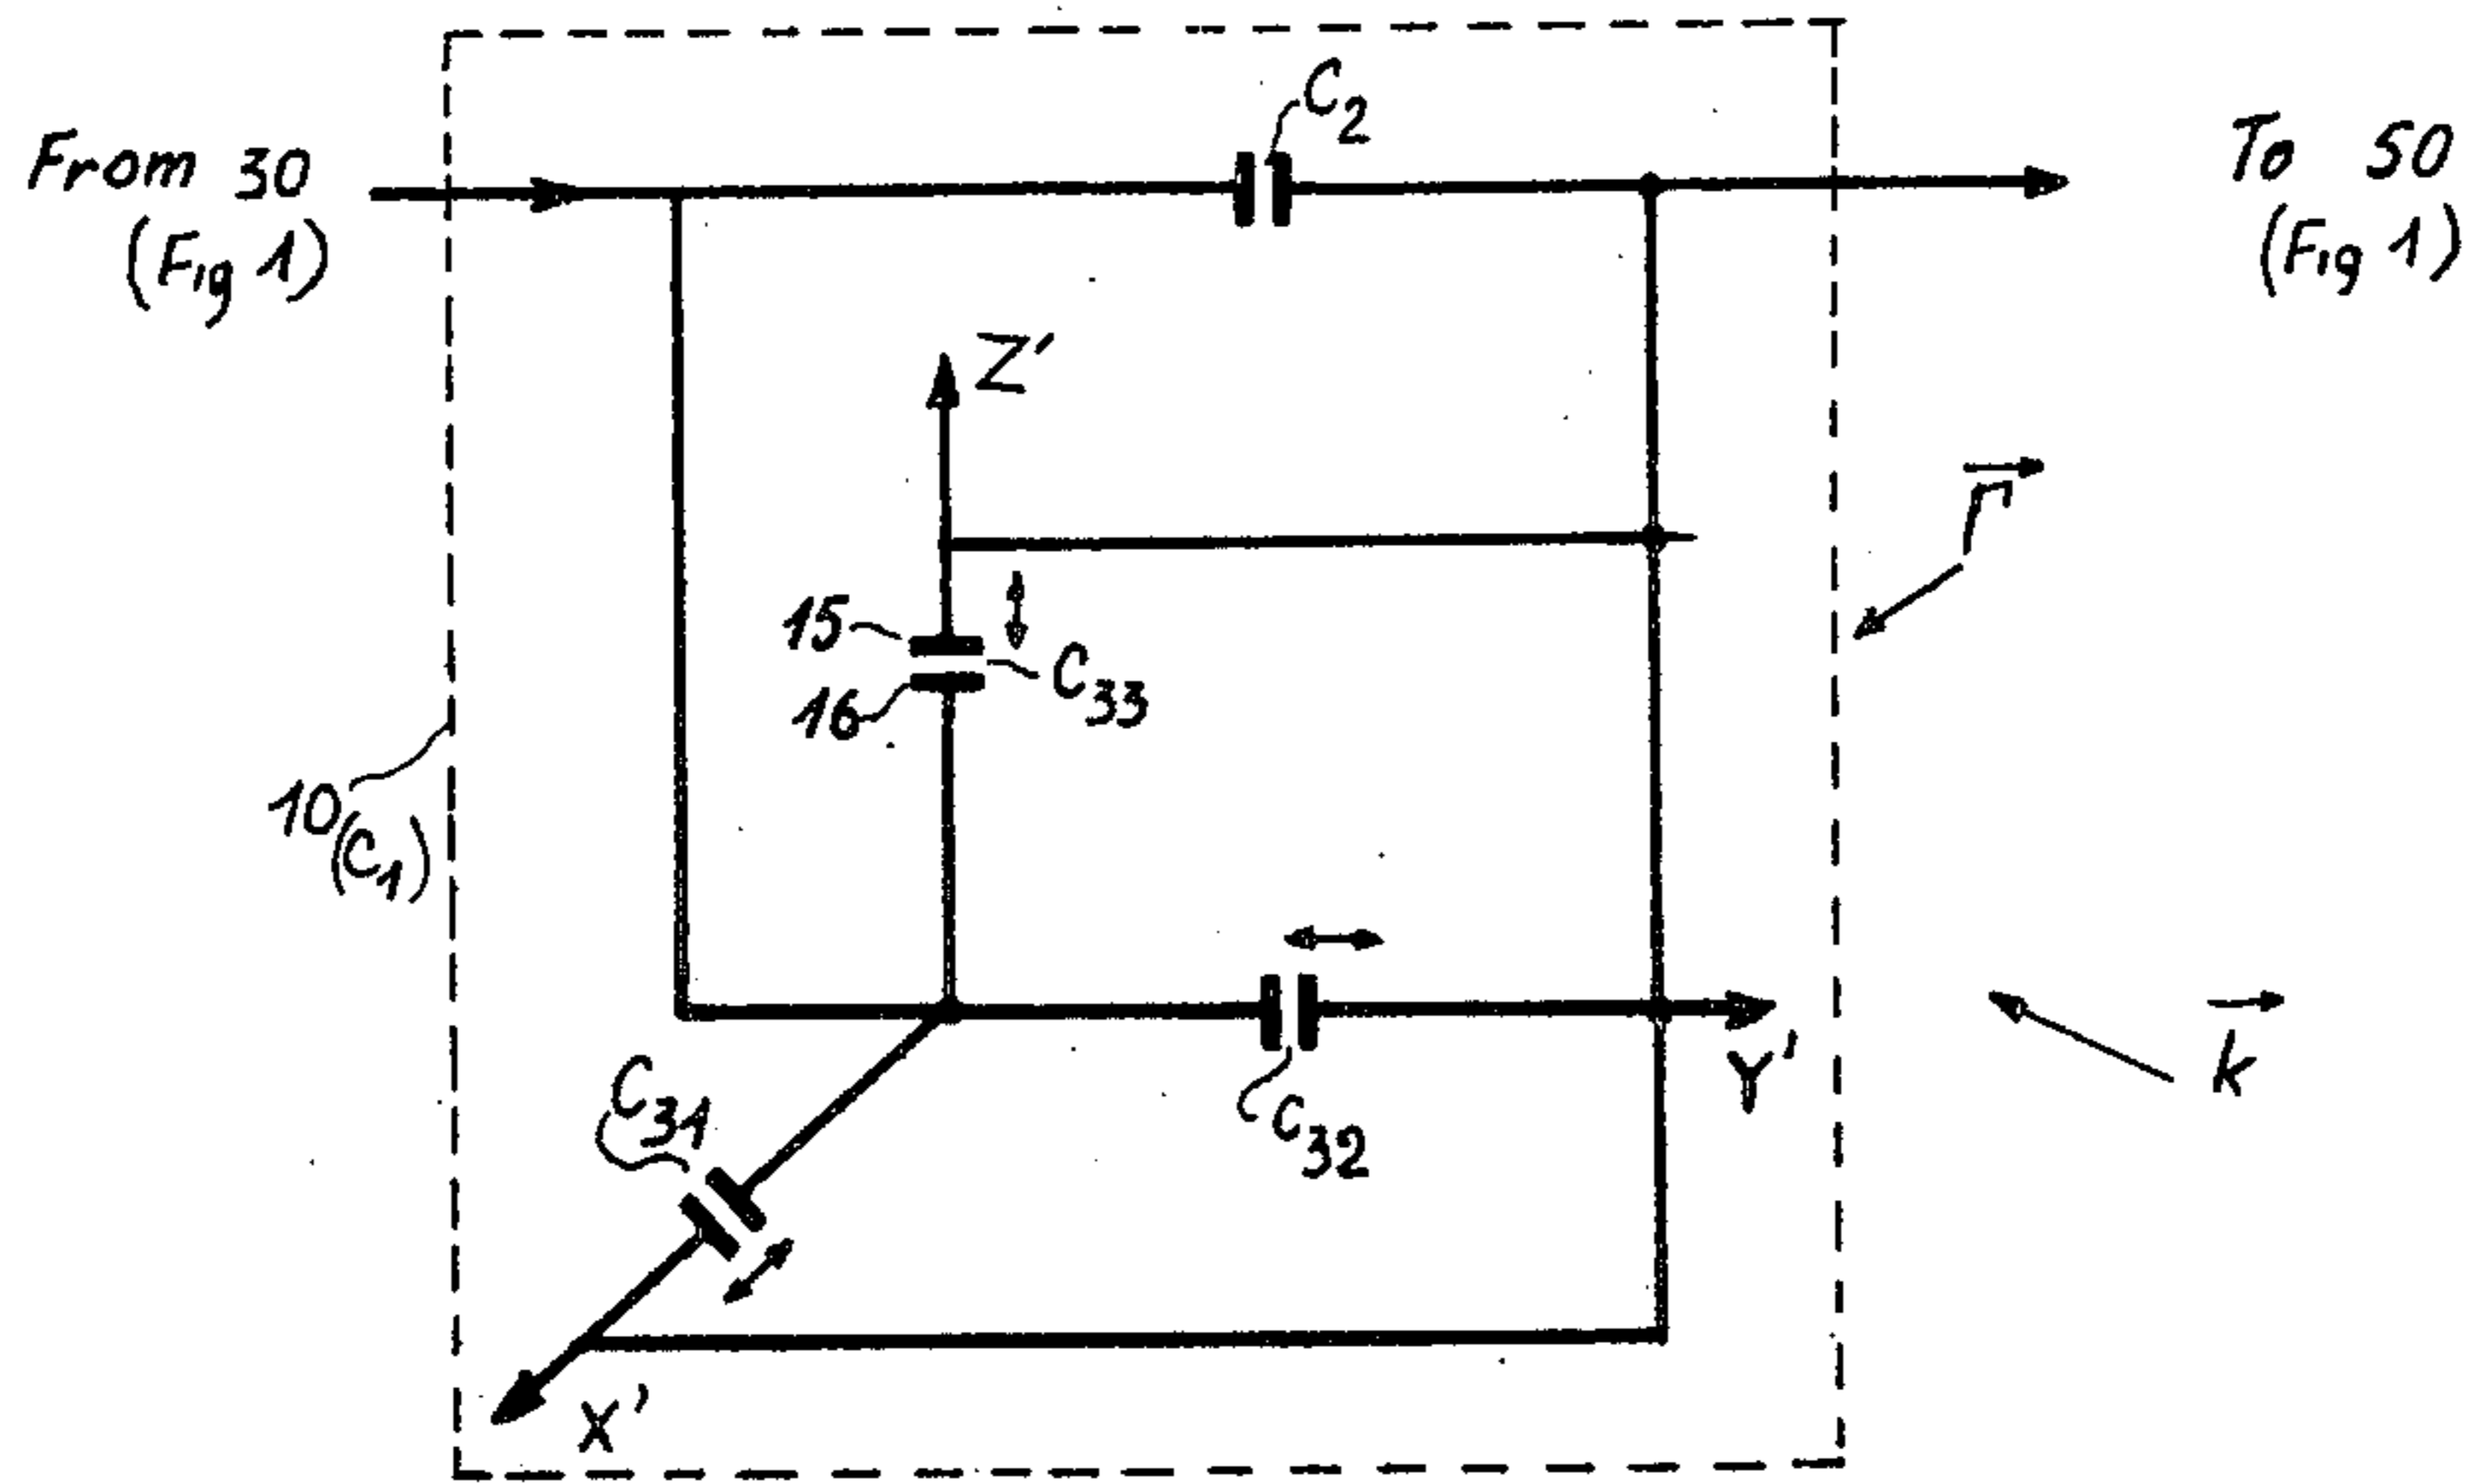 C2
From 30
(Fig 1)
To 50
(Fig 1)
Z'
r
15
C33
16
10
(C1)
Y'
k
C31
C32
X'